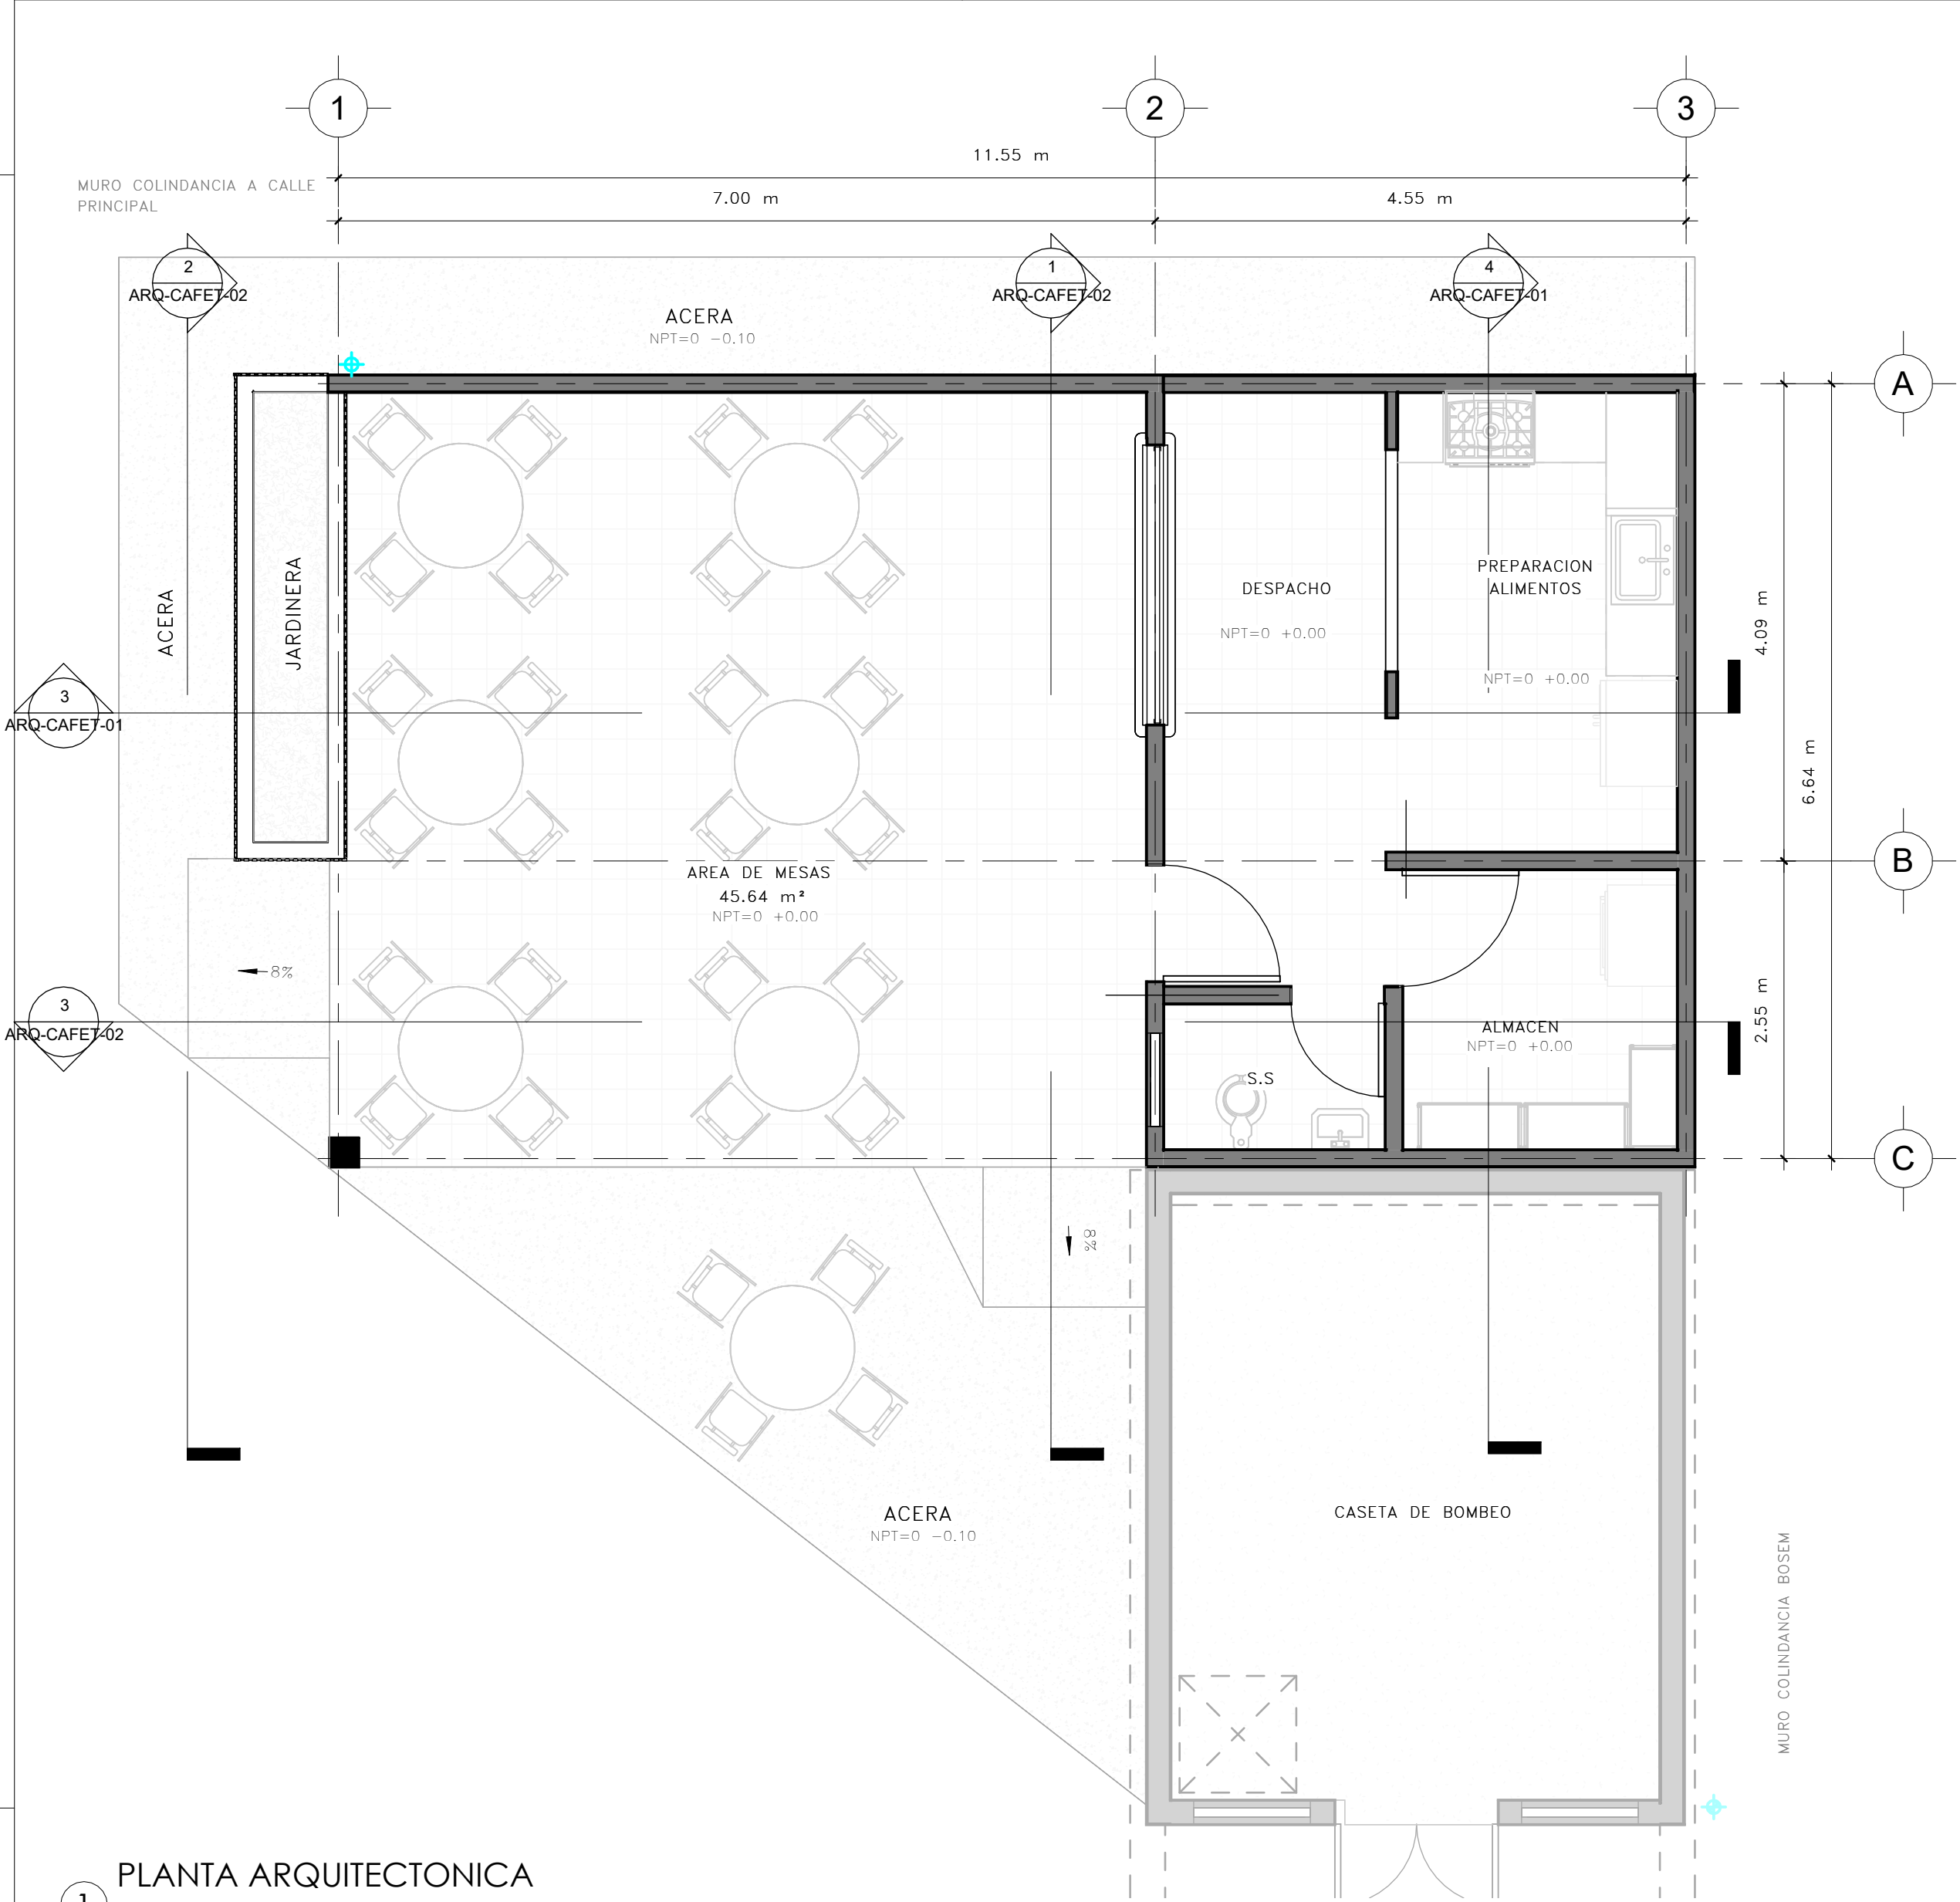 1
2
3
11.55 m
MURO COLINDANCIA A CALLE
PRINCIPAL
7.00 m
4.55 m
2
ARQ-CAFET-02
1
ARQ-CAFET-02
4
ARQ-CAFET-01
ACERA
NPT=0 -0.10
A
ACERA
JARDINERA
DESPACHO
NPT=0 +0.00
PREPARACION
ALIMENTOS
NPT=0 +0.00
4.09 m
6.64 m
3
ARQ-CAFET-01
B
AREA DE MESAS
45.64 m²
NPT=0 +0.00
8%
3
ARQ-CAFET-02
ALMACEN
NPT=0 +0.00
2.55 m
S.S
C
8%
ACERA
NPT=0 -0.10
CASETA DE BOMBEO
MURO COLINDANCIA BOSEM
PLANTA ARQUITECTONICA
1